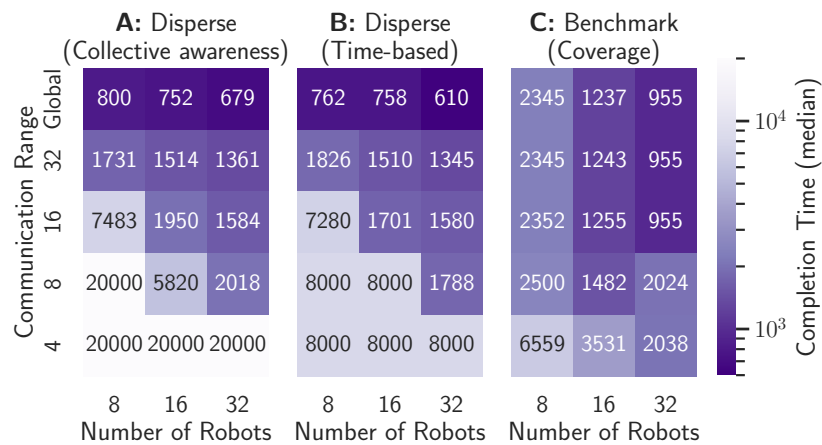 A: Disperse
(Collective awareness)
B: Disperse
(Time-based)
C: Benchmark
(Coverage)
Communication Range
Global
800 752 679
762 758 610
2345 1237 955
32
1731 1514 1361
1826 1510 1345
2345 1243 955
16
7483 1950 1584
7280 1701 1580
2352 1255 955
8
20000 5820 2018
8000 8000 1788
2500 1482 2024
4
20000 20000 20000
8000 8000 8000
6559 3531 2038
8 16 32
Number of Robots
8 16 32
Number of Robots
8 16 32
Number of Robots
10⁴
10³
Completion Time (median)